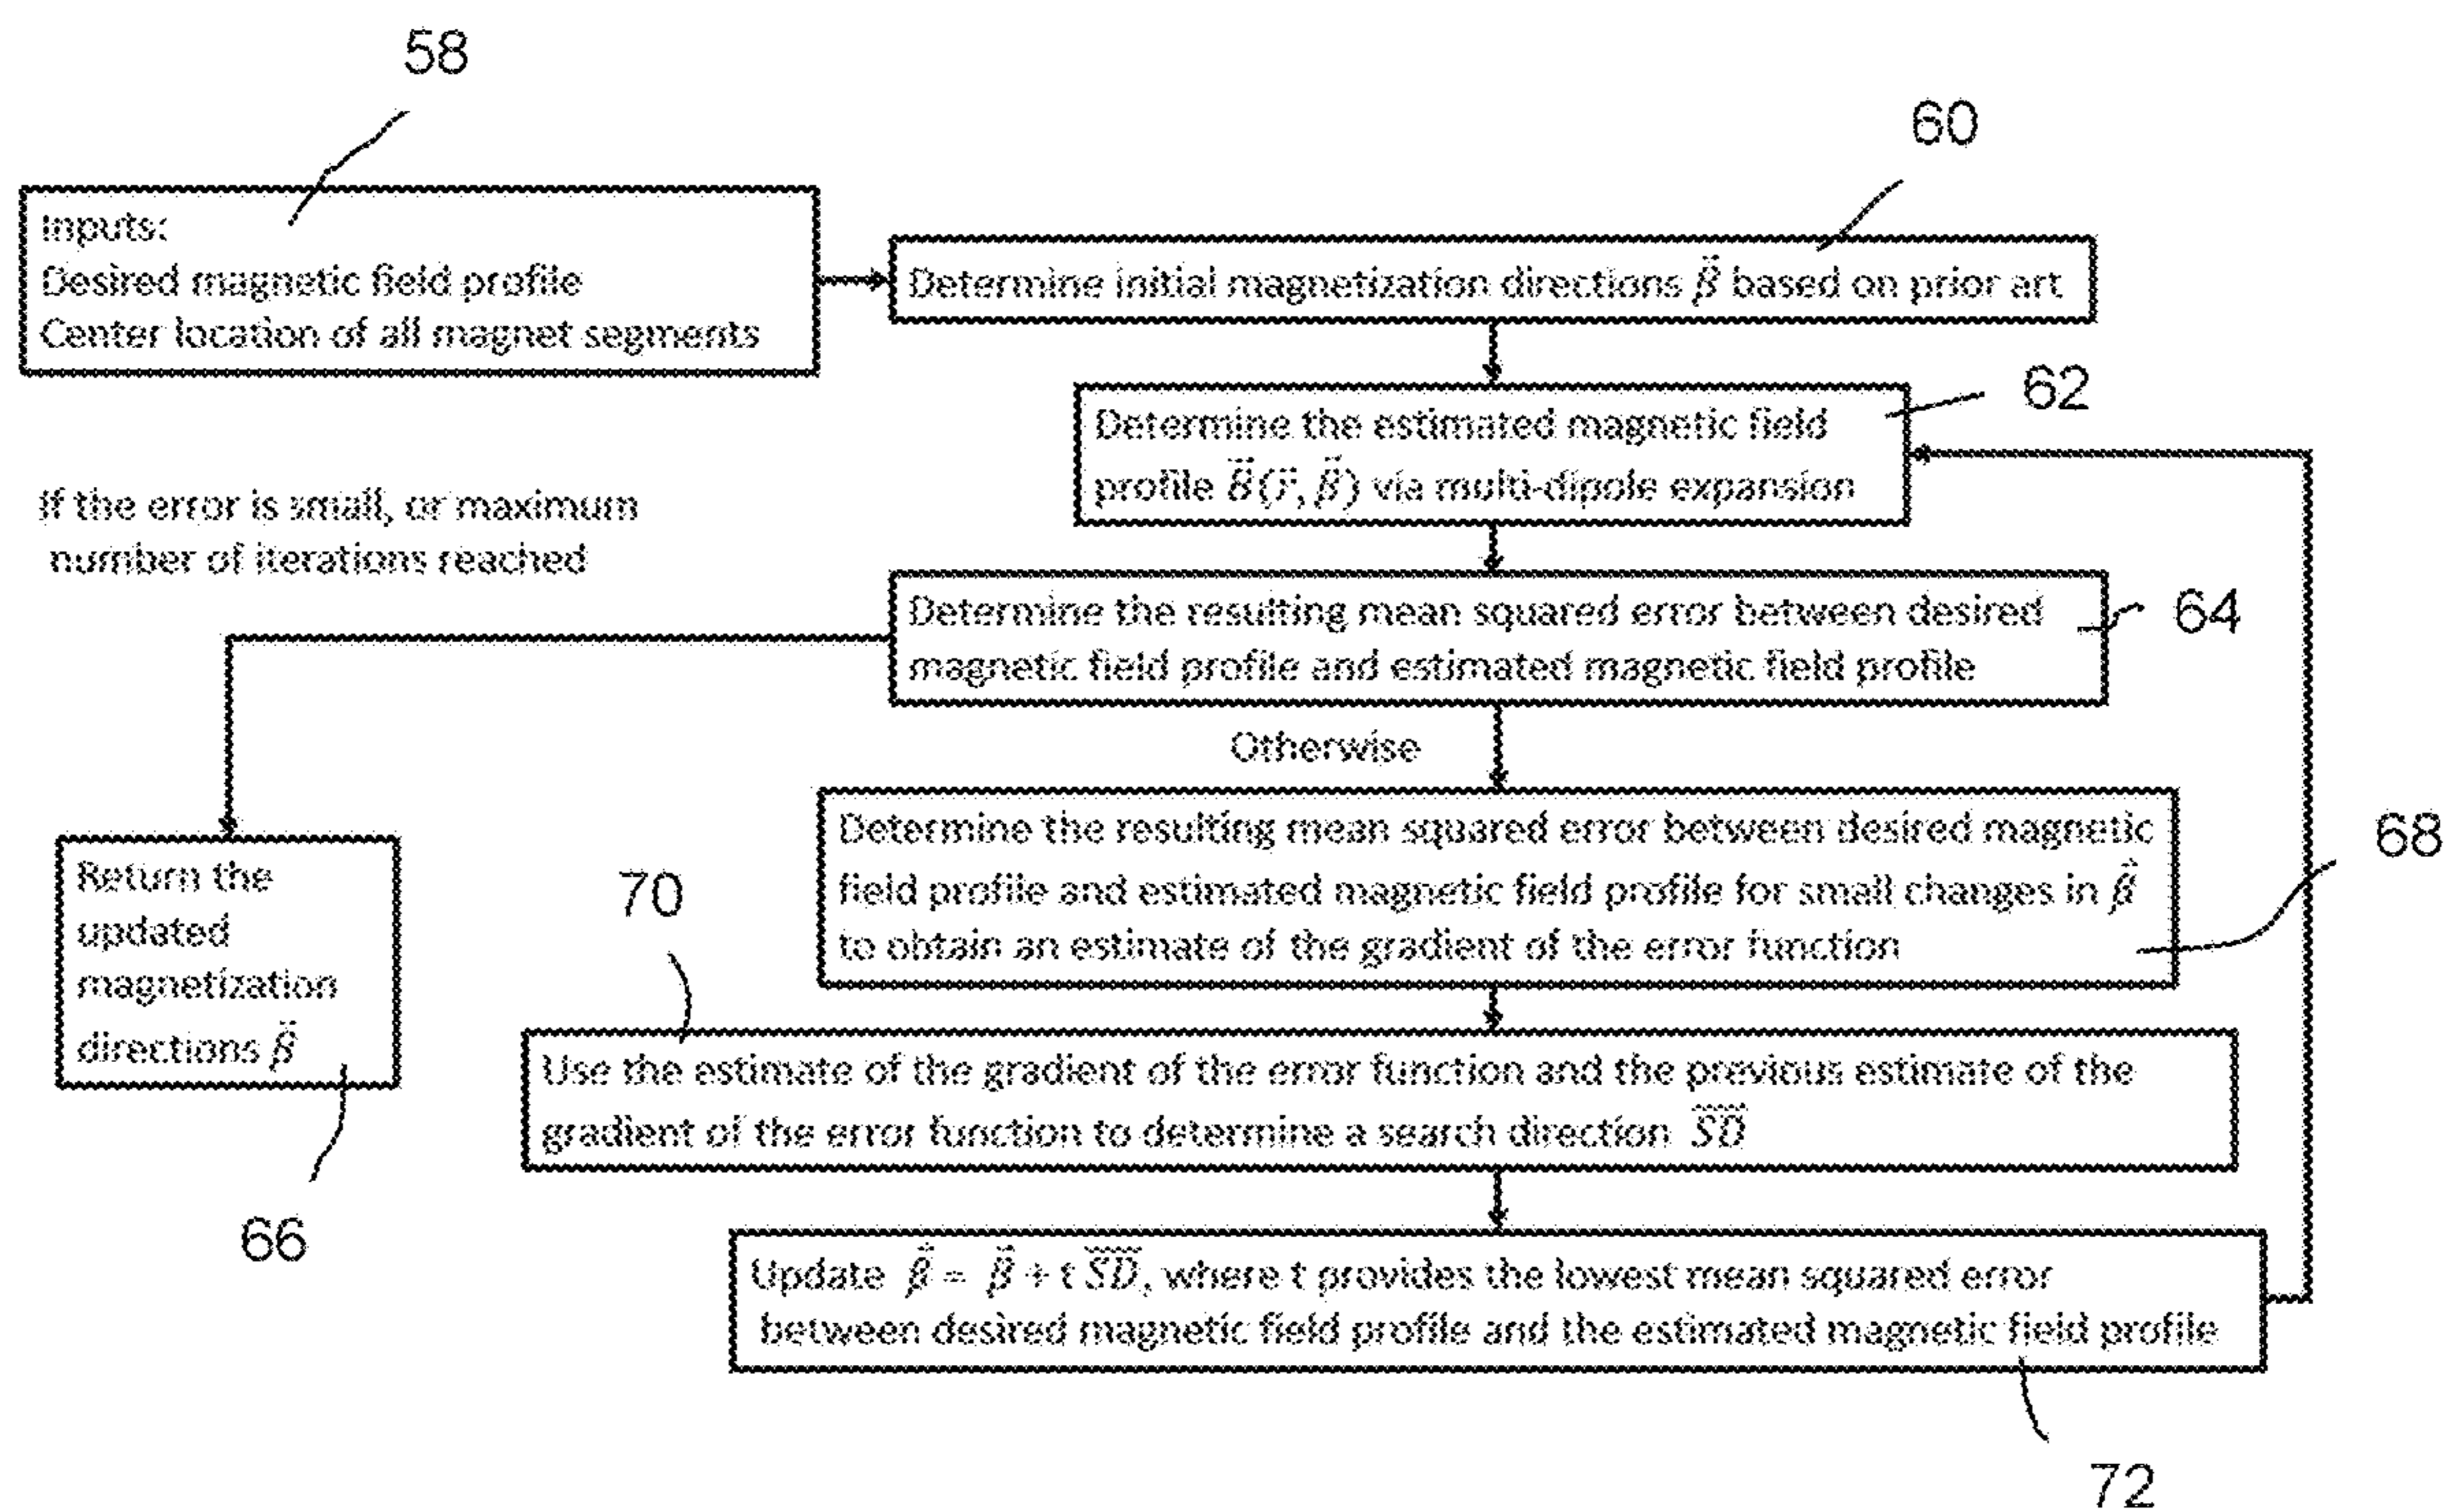 58
60
Inputs:
Desired magnetic field profile
Center location of all magnet segments
Determine initial magnetization directions β⃗ based on prior art
62
Determine the estimated magnetic field
profile B⃗(r⃗, β⃗) via multi-dipole expansion
If the error is small, or maximum
number of iterations reached
64
Determine the resulting mean squared error between desired
magnetic field profile and estimated magnetic field profile
Otherwise
68
Determine the resulting mean squared error between desired magnetic
field profile and estimated magnetic field profile for small changes in β⃗
to obtain an estimate of the gradient of the error function
Return the
updated
magnetization
directions β⃗
66
70
Use the estimate of the gradient of the error function and the previous estimate of the
gradient of the error function to determine a search direction S͞D͞
Update β⃗ = β⃗ + t S͞D͞, where t provides the lowest mean squared error
between desired magnetic field profile and the estimated magnetic field profile
72